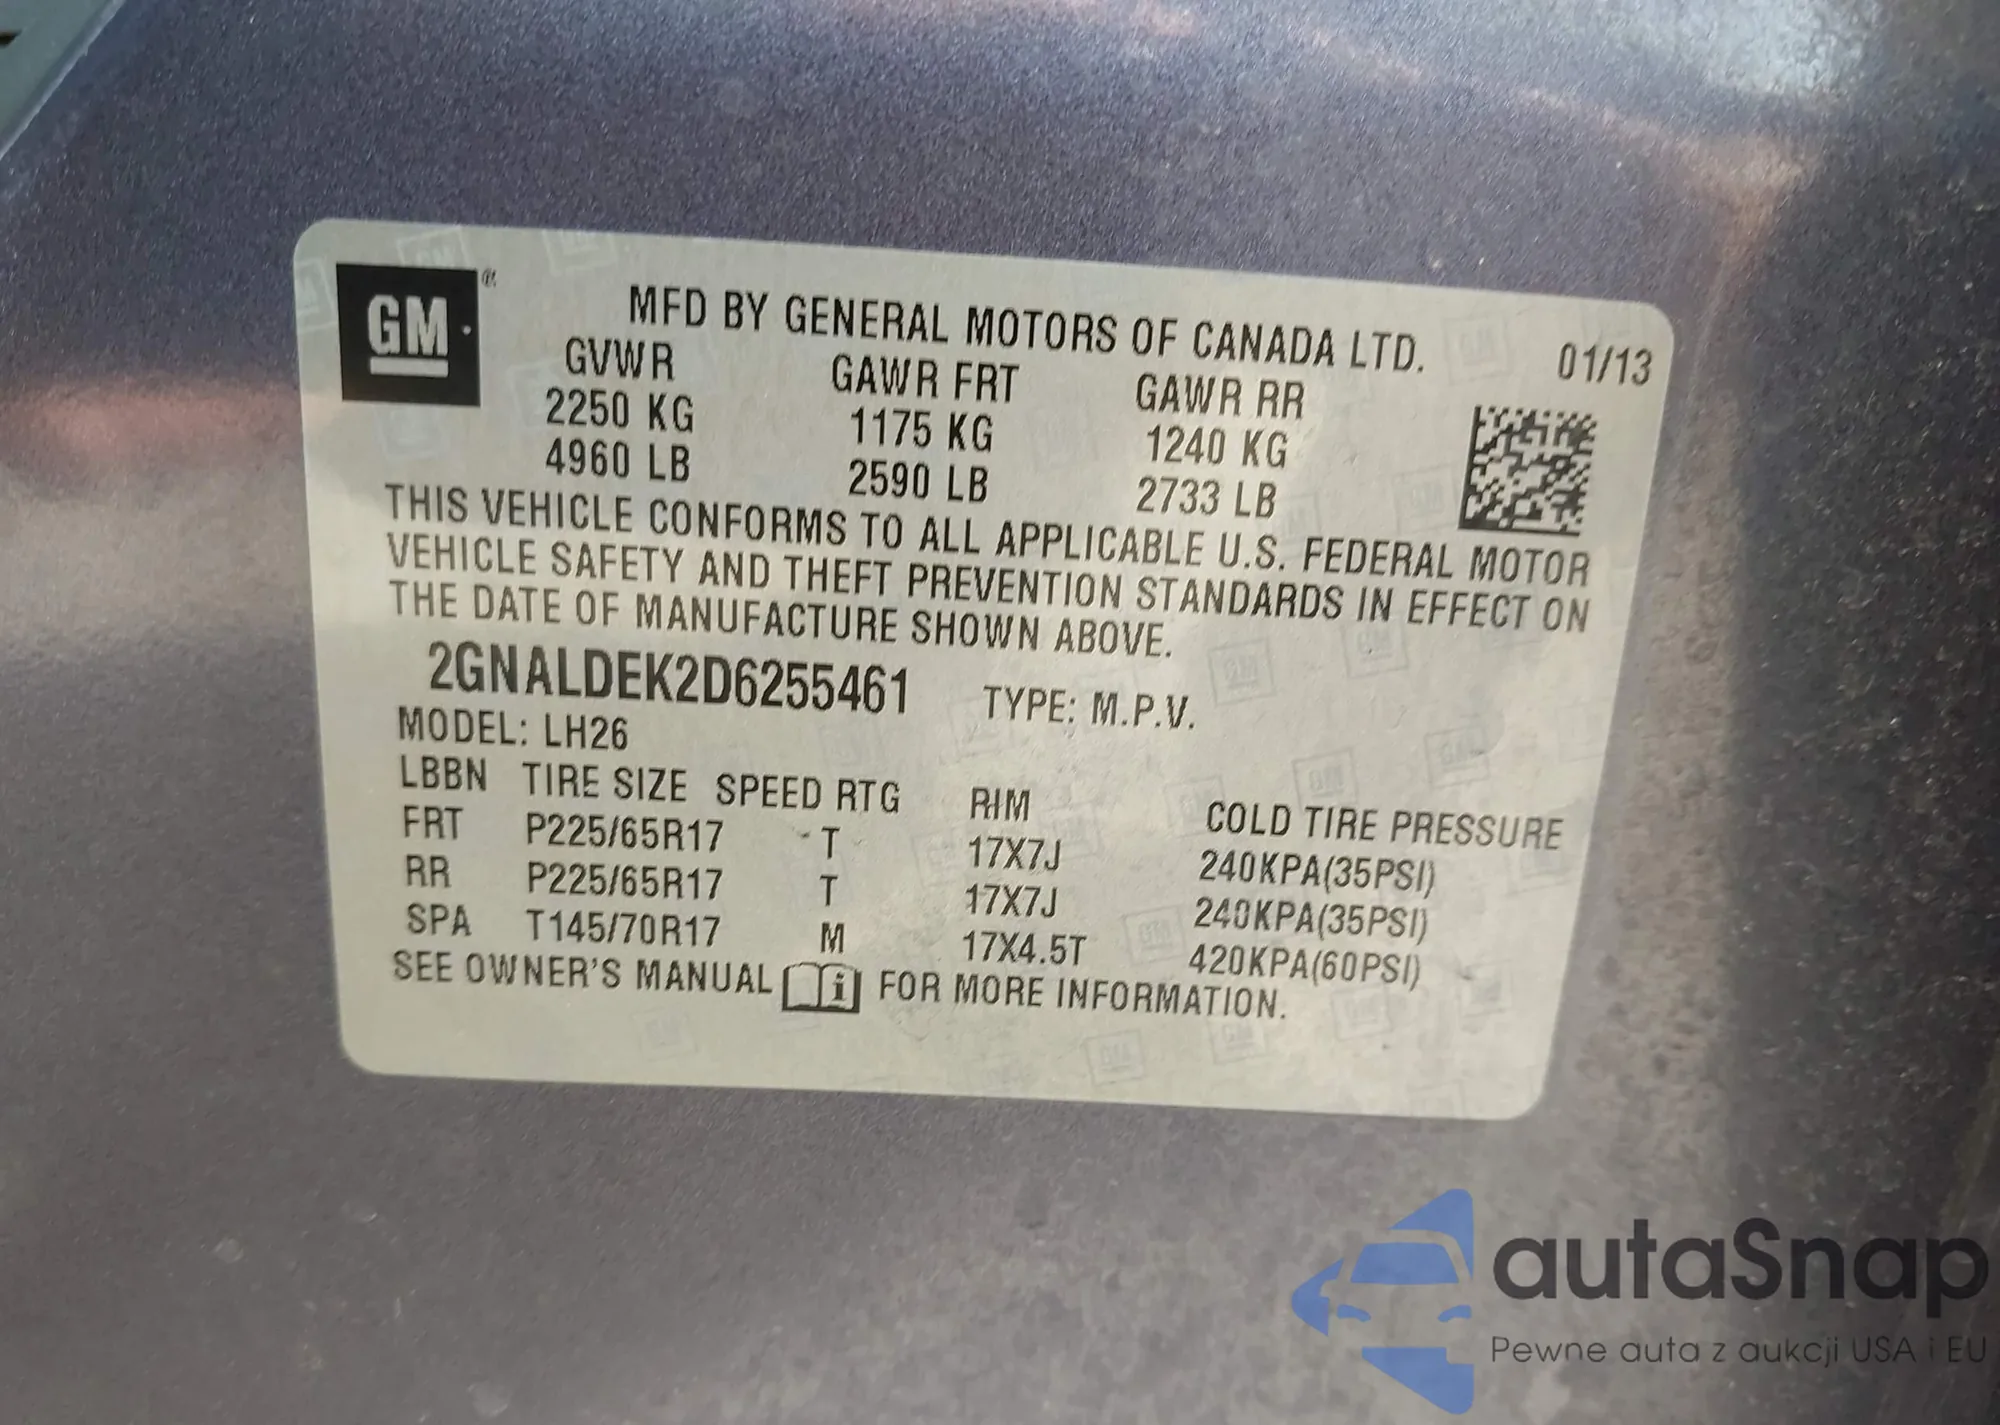 GM ®
MFD BY GENERAL MOTORS OF CANADA LTD. 01/13
GVWR GAWR FRT GAWR RR
2250 KG 1175 KG 1240 KG
4960 LB 2590 LB 2733 LB
THIS VEHICLE CONFORMS TO ALL APPLICABLE U.S. FEDERAL MOTOR
VEHICLE SAFETY AND THEFT PREVENTION STANDARDS IN EFFECT ON
THE DATE OF MANUFACTURE SHOWN ABOVE.
2GNALDEK2D6255461 TYPE: M.P.V.
MODEL: LH26
LBBN TIRE SIZE SPEED RTG RIM COLD TIRE PRESSURE
FRT P225/65R17 T 17X7J 240KPA(35PSI)
RR P225/65R17 T 17X7J 240KPA(35PSI)
SPA T145/70R17 M 17X4.5T 420KPA(60PSI)
SEE OWNER'S MANUAL i FOR MORE INFORMATION.
autaSnap
Pewne auta z aukcji USA i EU